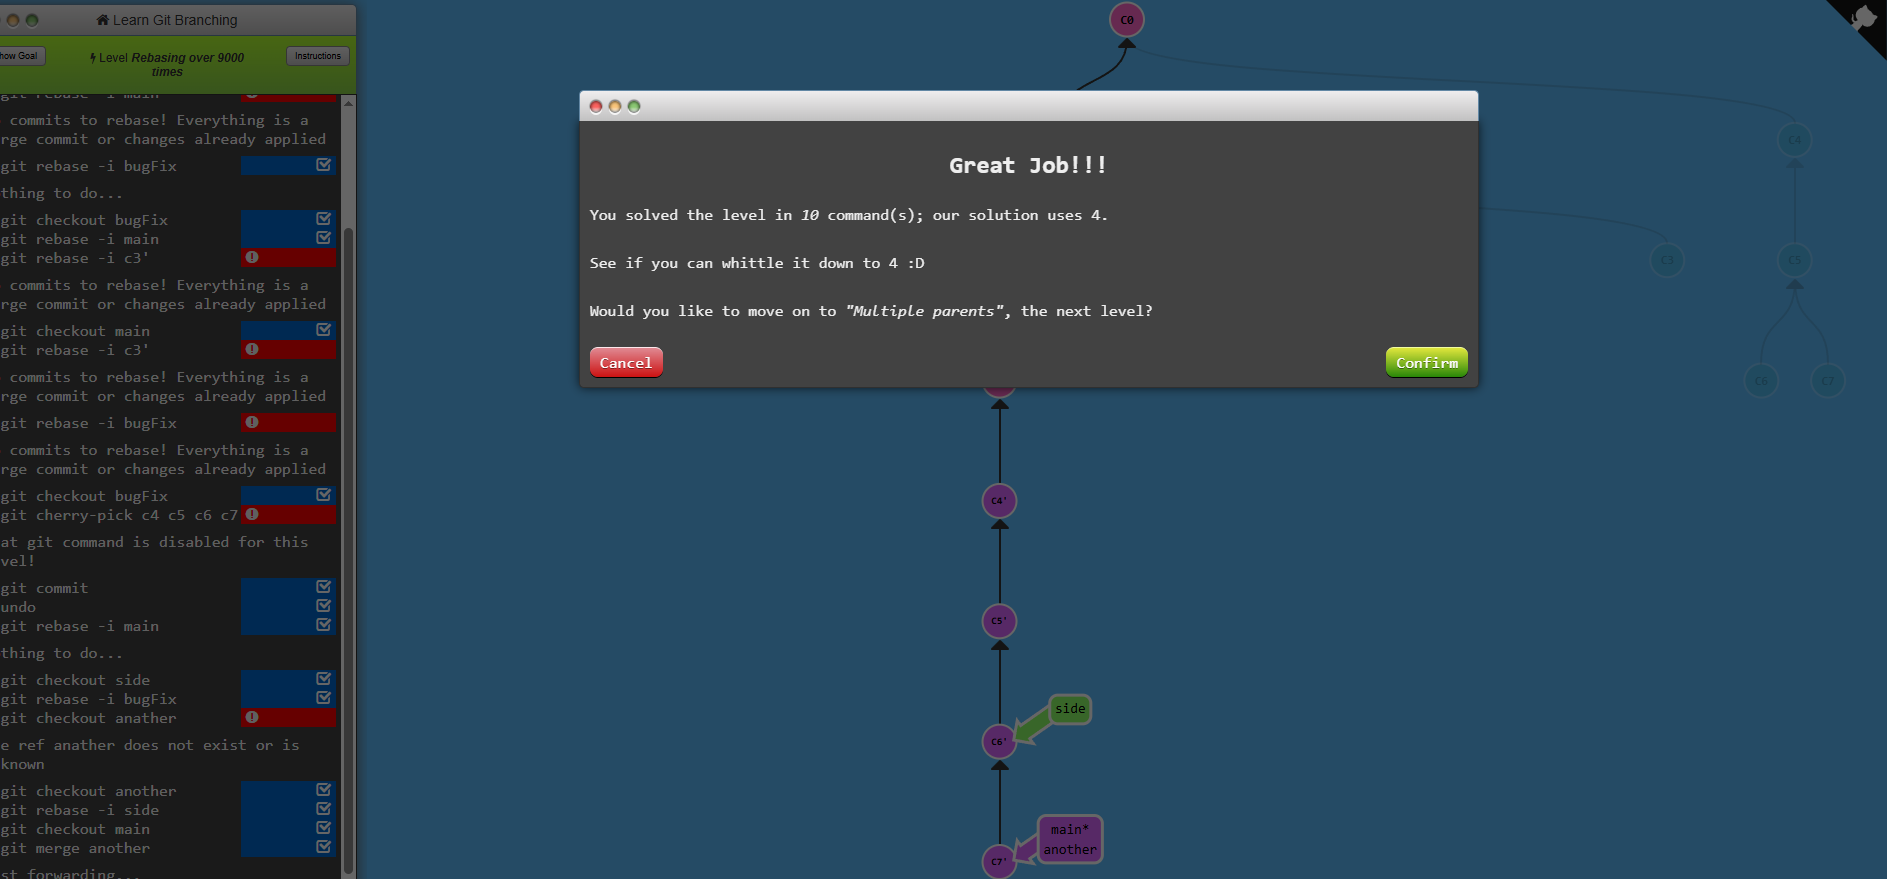 Learn Git Branching
how Goal
Level Rebasing over 9000
times
Instructions
git rebase -i main
commits to rebase! Everything is a
rge commit or changes already applied
git rebase -i bugFix
thing to do...
git checkout bugFix
git rebase -i main
git rebase -i c3'
commits to rebase! Everything is a
rge commit or changes already applied
git checkout main
git rebase -i c3'
commits to rebase! Everything is a
rge commit or changes already applied
git rebase -i bugFix
commits to rebase! Everything is a
rge commit or changes already applied
git checkout bugFix
git cherry-pick c4 c5 c6 c7
at git command is disabled for this
vel!
git commit
undo
git rebase -i main
thing to do...
git checkout side
git rebase -i bugFix
git checkout anather
e ref anather does not exist or is
known
git checkout another
git rebase -i side
git checkout main
git merge another
st forwarding...
Great Job!!!
You solved the level in 10 command(s); our solution uses 4.
See if you can whittle it down to 4 :D
Would you like to move on to "Multiple parents", the next level?
Cancel
Confirm
C0
C4
C3
C5
C6
C7
C4'
C5'
side
C6'
main*
another
C7'